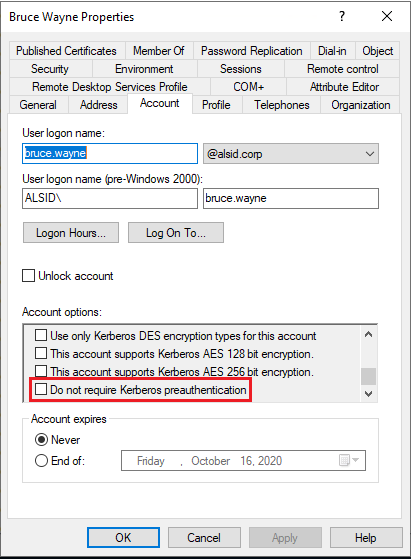 Bruce Wayne Properties
?
Published Certificates Member Of Password Replication Dial-in Object
Security Environment Sessions Remote control
Remote Desktop Services Profile COM+ Attribute Editor
General Address Account Profile Telephones Organization
User logon name:
bruce.wayne @alsid.corp
User logon name (pre-Windows 2000):
ALSID\ bruce.wayne
Logon Hours... Log On To...
Unlock account
Account options:
Use only Kerberos DES encryption types for this account
This account supports Kerberos AES 128 bit encryption.
This account supports Kerberos AES 256 bit encryption.
Do not require Kerberos preauthentication
Account expires
Never
End of: Friday , October 16, 2020
OK Cancel Apply Help